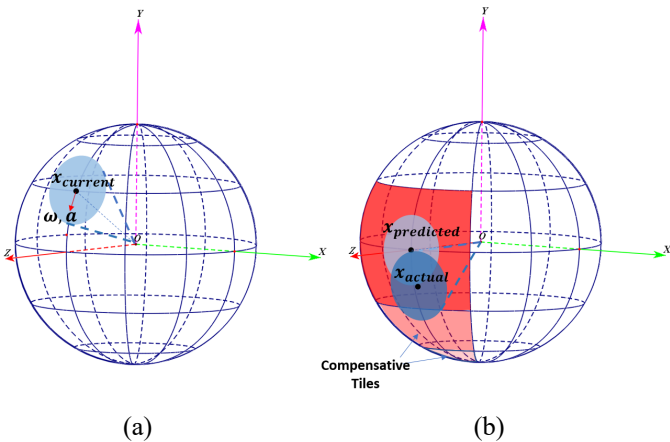 Y
x_current
ω, a
O
Z
X
(a)
Y
x_predicted
O
x_actual
Z
X
Compensative
Tiles
(b)